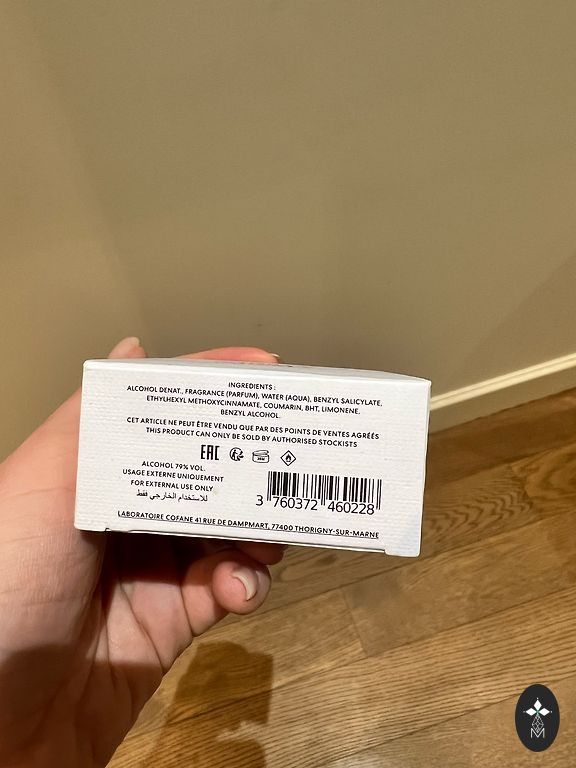 INGREDIENTS :
ALCOHOL DENAT., FRAGRANCE (PARFUM), WATER (AQUA), BENZYL SALICYLATE,
ETHYLHEXYL METHOXYCINNAMATE, COUMARIN, BHT, LIMONENE,
BENZYL ALCOHOL.
CET ARTICLE NE PEUT ÊTRE VENDU QUE PAR DES POINTS DE VENTES AGRÉÉS
THIS PRODUCT CAN ONLY BE SOLD BY AUTHORISED STOCKISTS
EAC
ALCOHOL 79% VOL.
USAGE EXTERNE UNIQUEMENT
FOR EXTERNAL USE ONLY
للاستخدام الخارجي فقط
3 760372 460228
LABORATOIRE COFANE 41 RUE DE DAMPMART, 77400 THORIGNY-SUR-MARNE
M